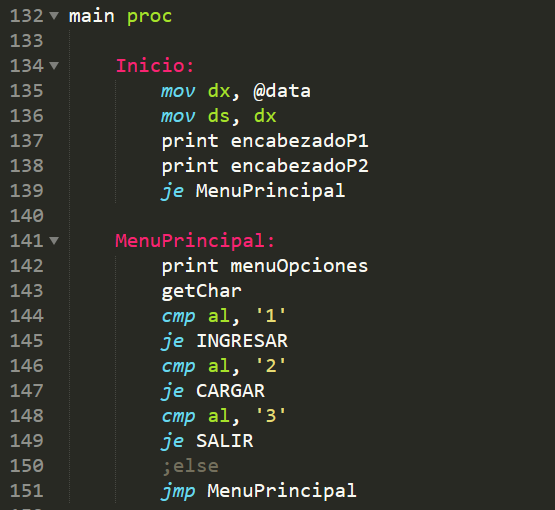 132 main proc
133
134 Inicio:
135 mov dx, @data
136 mov ds, dx
137 print encabezadoP1
138 print encabezadoP2
139 je MenuPrincipal
140
141 MenuPrincipal:
142 print menuOpciones
143 getChar
144 cmp al, '1'
145 je INGRESAR
146 cmp al, '2'
147 je CARGAR
148 cmp al, '3'
149 je SALIR
150 ;else
151 jmp MenuPrincipal